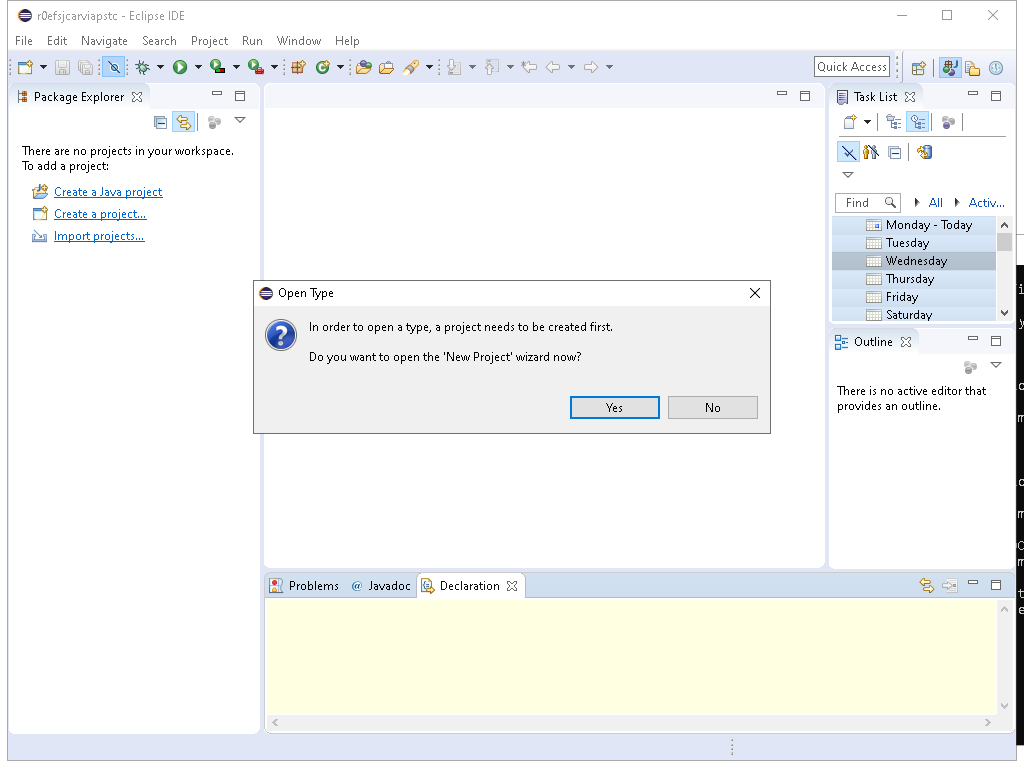 r0efsjcarviapstc - Eclipse IDE
File Edit Navigate Search Project Run Window Help
Quick Access
Package Explorer
Task List
There are no projects in your workspace.
To add a project:
Create a Java project
Create a project...
Import projects...
Find
All
Activ...
Monday - Today
Tuesday
Wednesday
Thursday
Friday
Saturday
Open Type
In order to open a type, a project needs to be created first.
Do you want to open the 'New Project' wizard now?
Yes
No
Outline
There is no active editor that
provides an outline.
Problems
@ Javadoc
Declaration